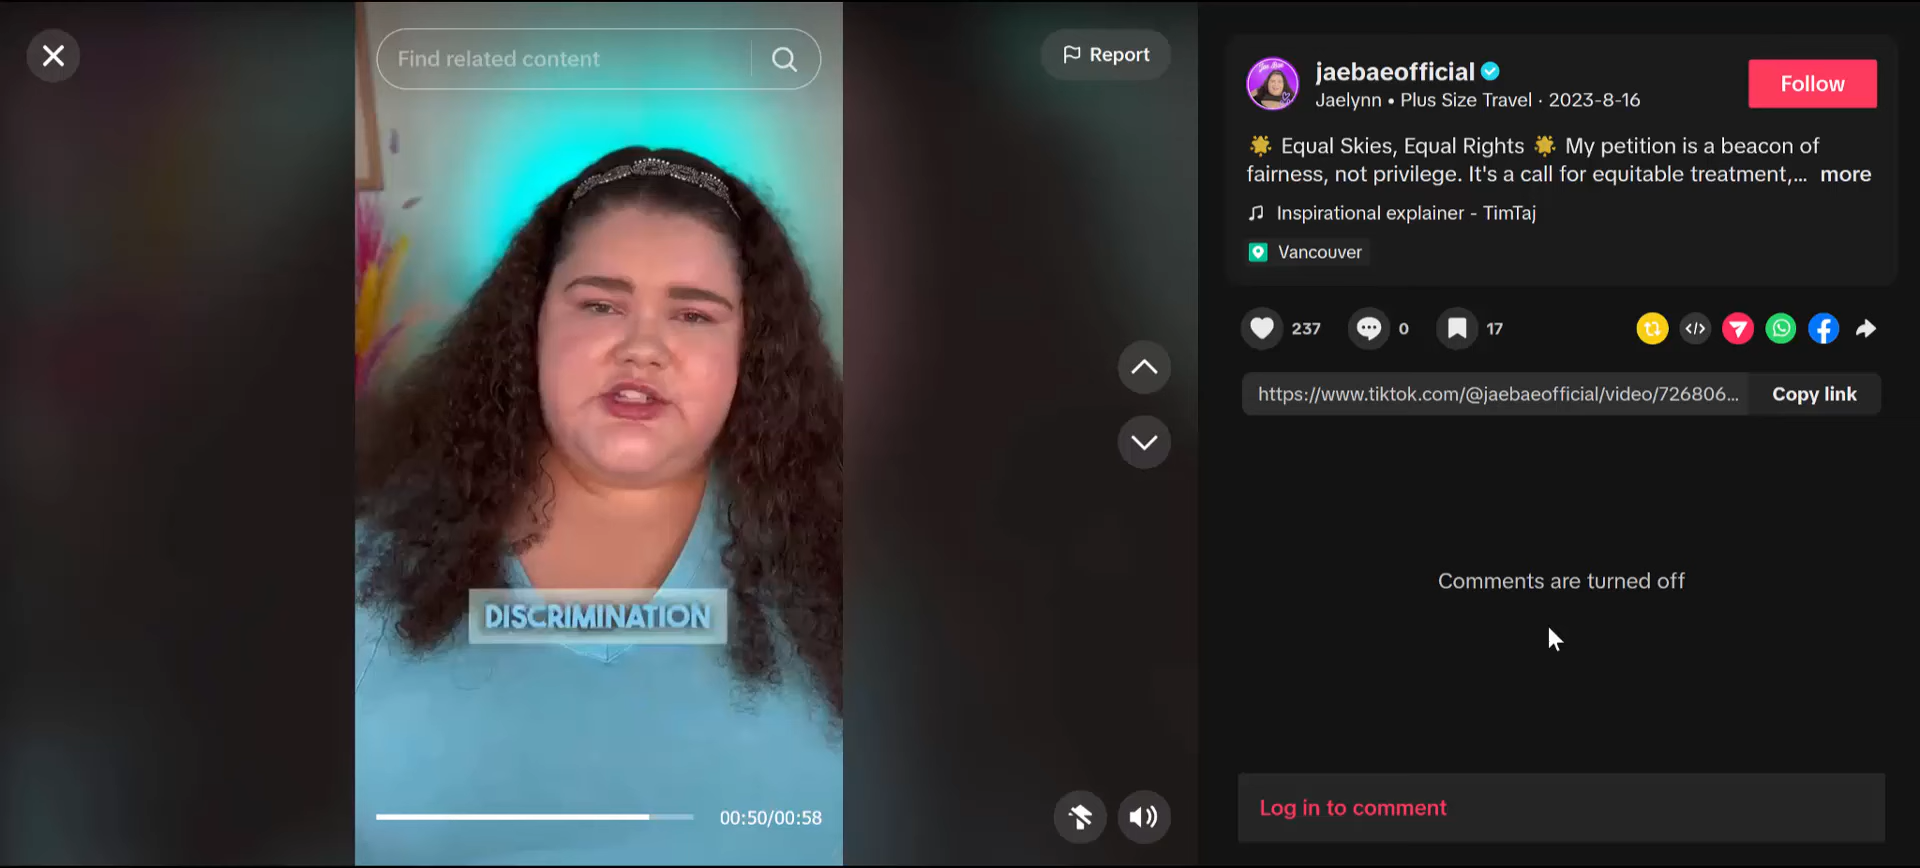 Find related content
Report
DISCRIMINATION
00:50/00:58
jaebaeofficial
Jaelynn • Plus Size Travel · 2023-8-16
Follow
Equal Skies, Equal Rights 🌟 My petition is a beacon of
fairness, not privilege. It's a call for equitable treatment,... more
Inspirational explainer - TimTaj
Vancouver
237
0
17
https://www.tiktok.com/@jaebaeofficial/video/726806...
Copy link
Comments are turned off
Log in to comment